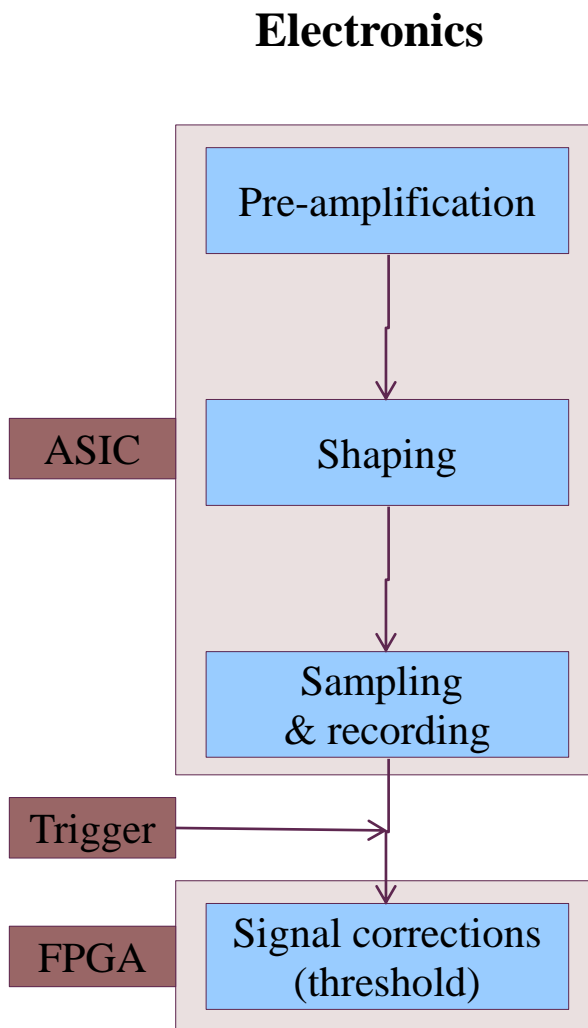 Electronics
Pre-amplification
ASIC
Shaping
Sampling
& recording
Trigger
FPGA
Signal corrections
(threshold)